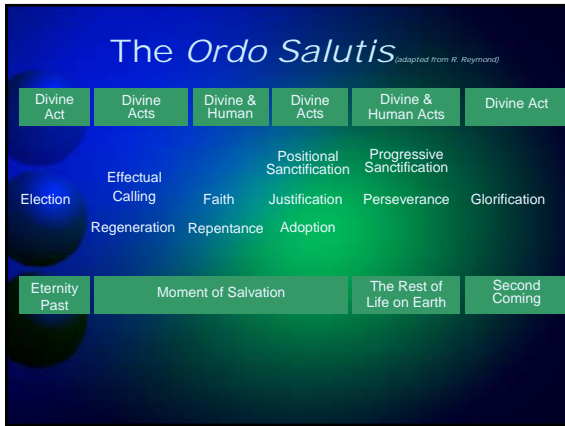 The Ordo Salutis (adapted from R. Reymond)
Divine Act
Divine Acts
Divine & Human
Divine Acts
Divine & Human Acts
Divine Act
Election
Effectual Calling
Regeneration
Faith
Repentance
Positional Sanctification
Justification
Adoption
Progressive Sanctification
Perseverance
Glorification
Eternity Past
Moment of Salvation
The Rest of Life on Earth
Second Coming